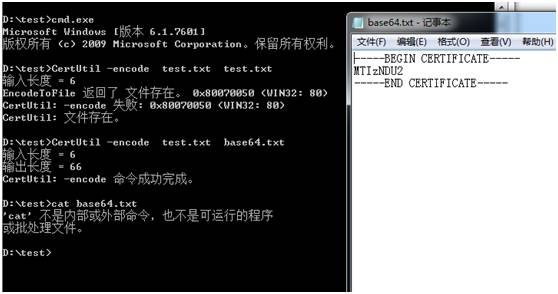 D:\test>cmd.exe
Microsoft Windows [版本 6.1.7601]
版权所有 (c) 2009 Microsoft Corporation。保留所有权利。
D:\test>CertUtil -encode  test.txt  test.txt
输入长度 = 6
EncodeToFile 返回了 文件存在。 0x80070050 (WIN32: 80)
CertUtil: -encode 失败: 0x80070050 (WIN32: 80)
CertUtil: 文件存在。
D:\test>CertUtil -encode  test.txt  base64.txt
输入长度 = 6
输出长度 = 66
CertUtil: -encode 命令成功完成。
D:\test>cat base64.txt
'cat' 不是内部或外部命令，也不是可运行的程序
或批处理文件。
D:\test>
base64.txt - 记事本
文件(F) 编辑(E) 格式(O) 查看(V) 帮助(H)
-----BEGIN CERTIFICATE-----
MTIzNDU2
-----END CERTIFICATE-----